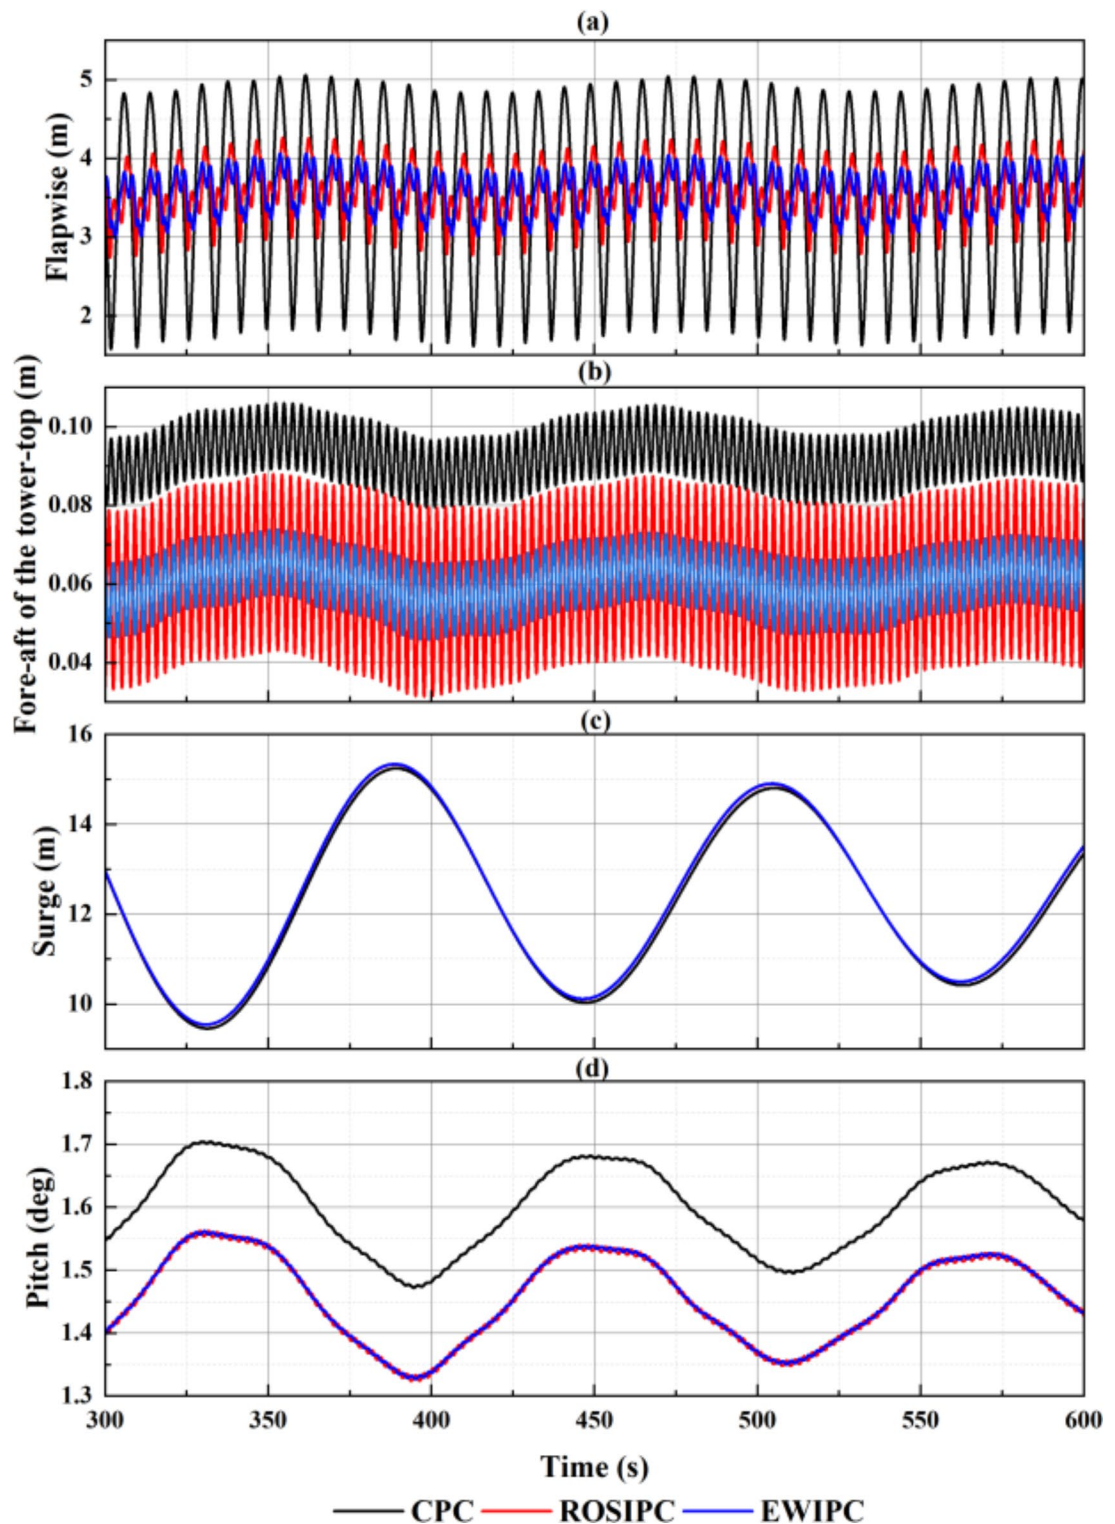 (a)
Flapwise (m)
5
4
3
2
(b)
Fore-aft of the tower-top (m)
0.10
0.08
0.06
0.04
(c)
Surge (m)
16
14
12
10
(d)
Pitch (deg)
1.8
1.7
1.6
1.5
1.4
1.3
300 350 400 450 500 550 600
Time (s)
CPC ROSIPC EWIPC